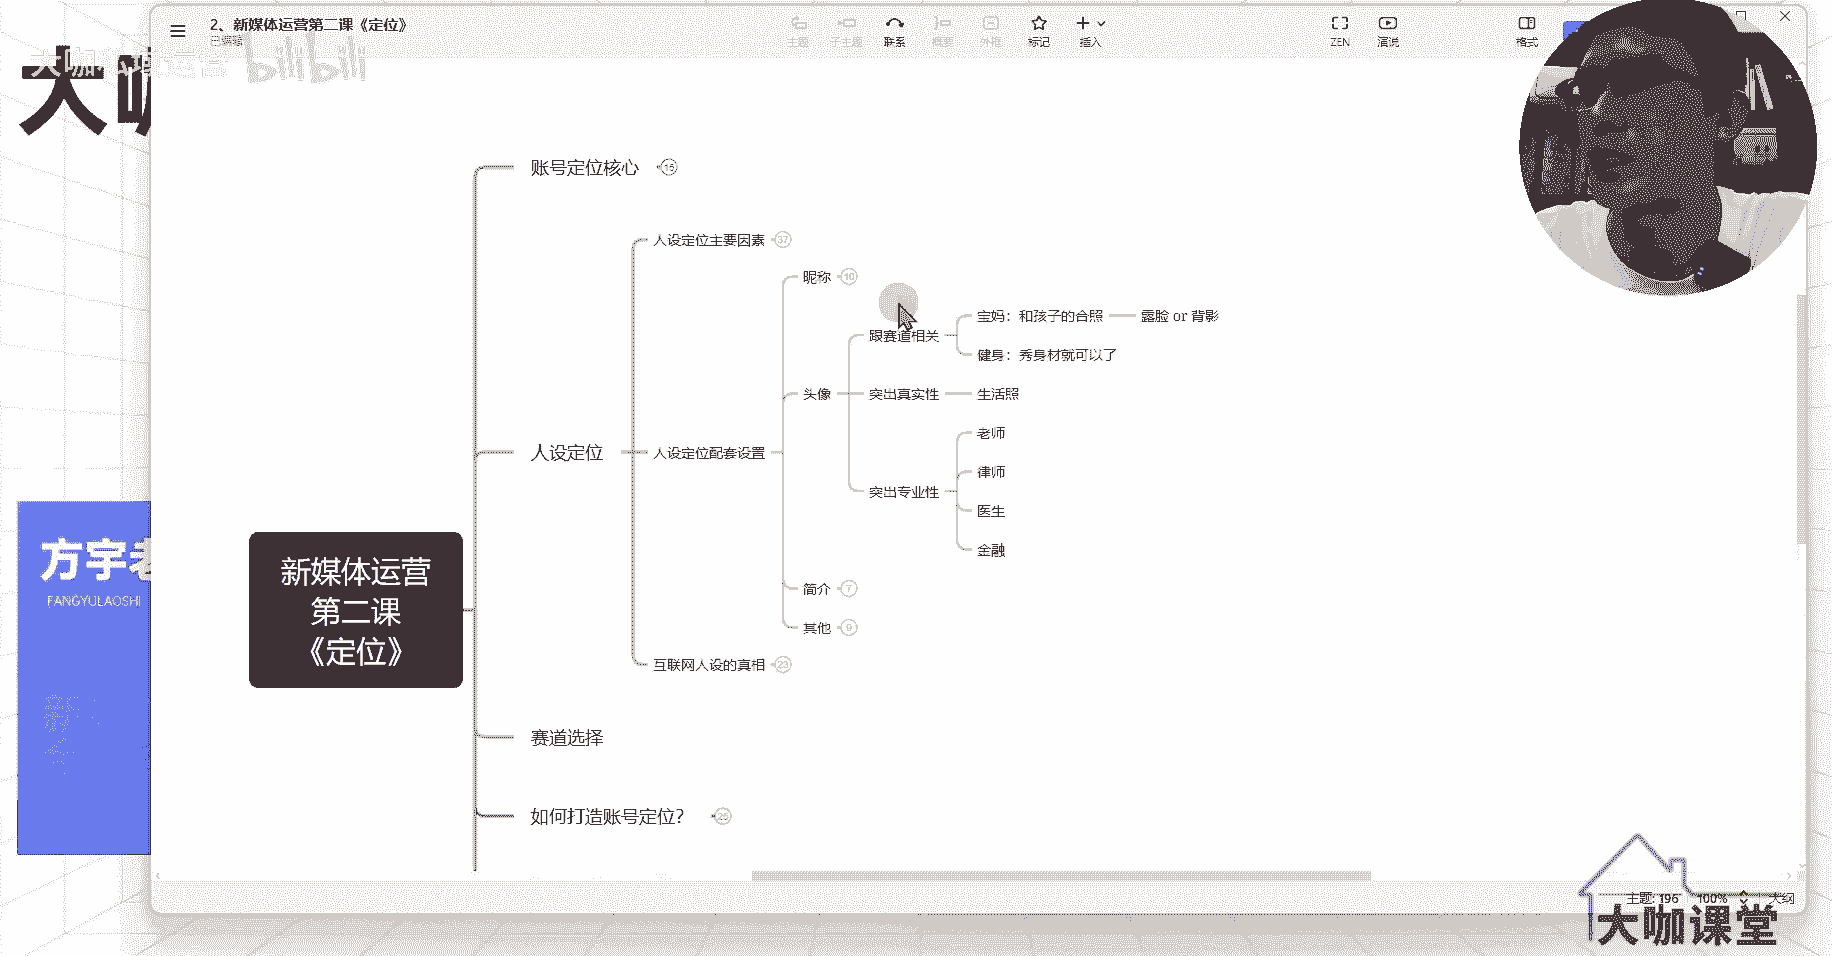 2、新媒体运营第二课《定位》
已编辑
主题
子主题
联系
概要
外框
标记
插入
ZEN
演说
格式
大咖私域运营
bilibili
大咖
账号定位核心
16
人设定位主要因素
37
昵称
10
跟赛道相关
宝妈：和孩子的合照
露脸 or 背影
健身：秀身材就可以了
头像
突出真实性
生活照
老师
律师
突出专业性
医生
金融
人设定位
人设定位配套设置
简介
7
其他
9
互联网人设的真相
23
新媒体运营
第二课
《定位》
赛道选择
如何打造账号定位？
26
方宇老
FANGYULAOSHI
主题: 196
100%
大纲
大咖课堂